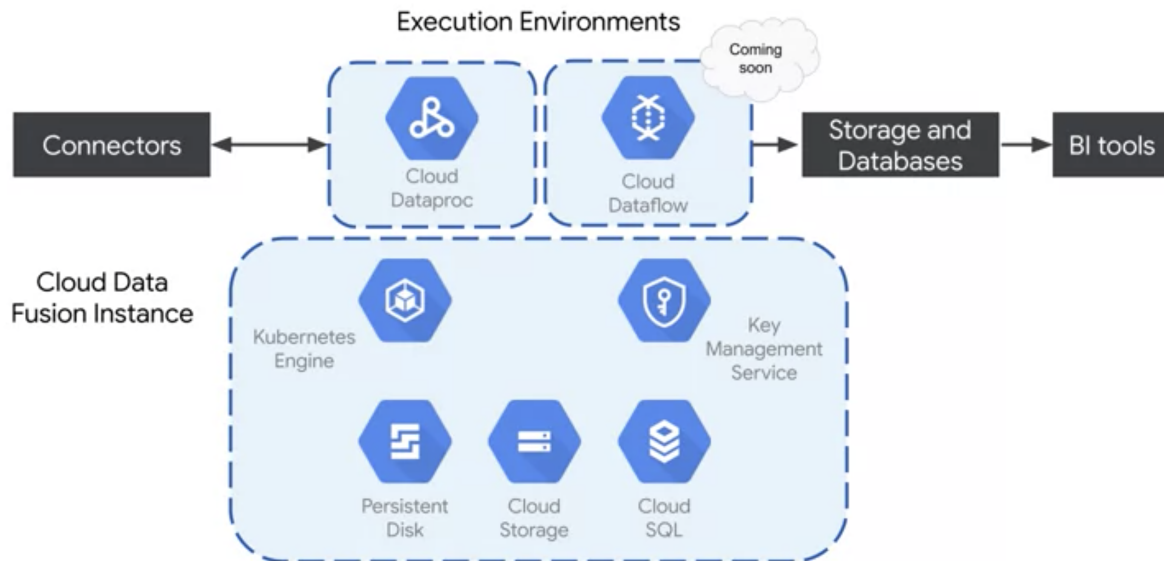 Execution Environments
Coming
soon
Connectors
Cloud
Dataproc
Cloud
Dataflow
Storage and
Databases
BI tools
Cloud Data
Fusion Instance
Kubernetes
Engine
Key
Management
Service
Persistent
Disk
Cloud
Storage
Cloud
SQL